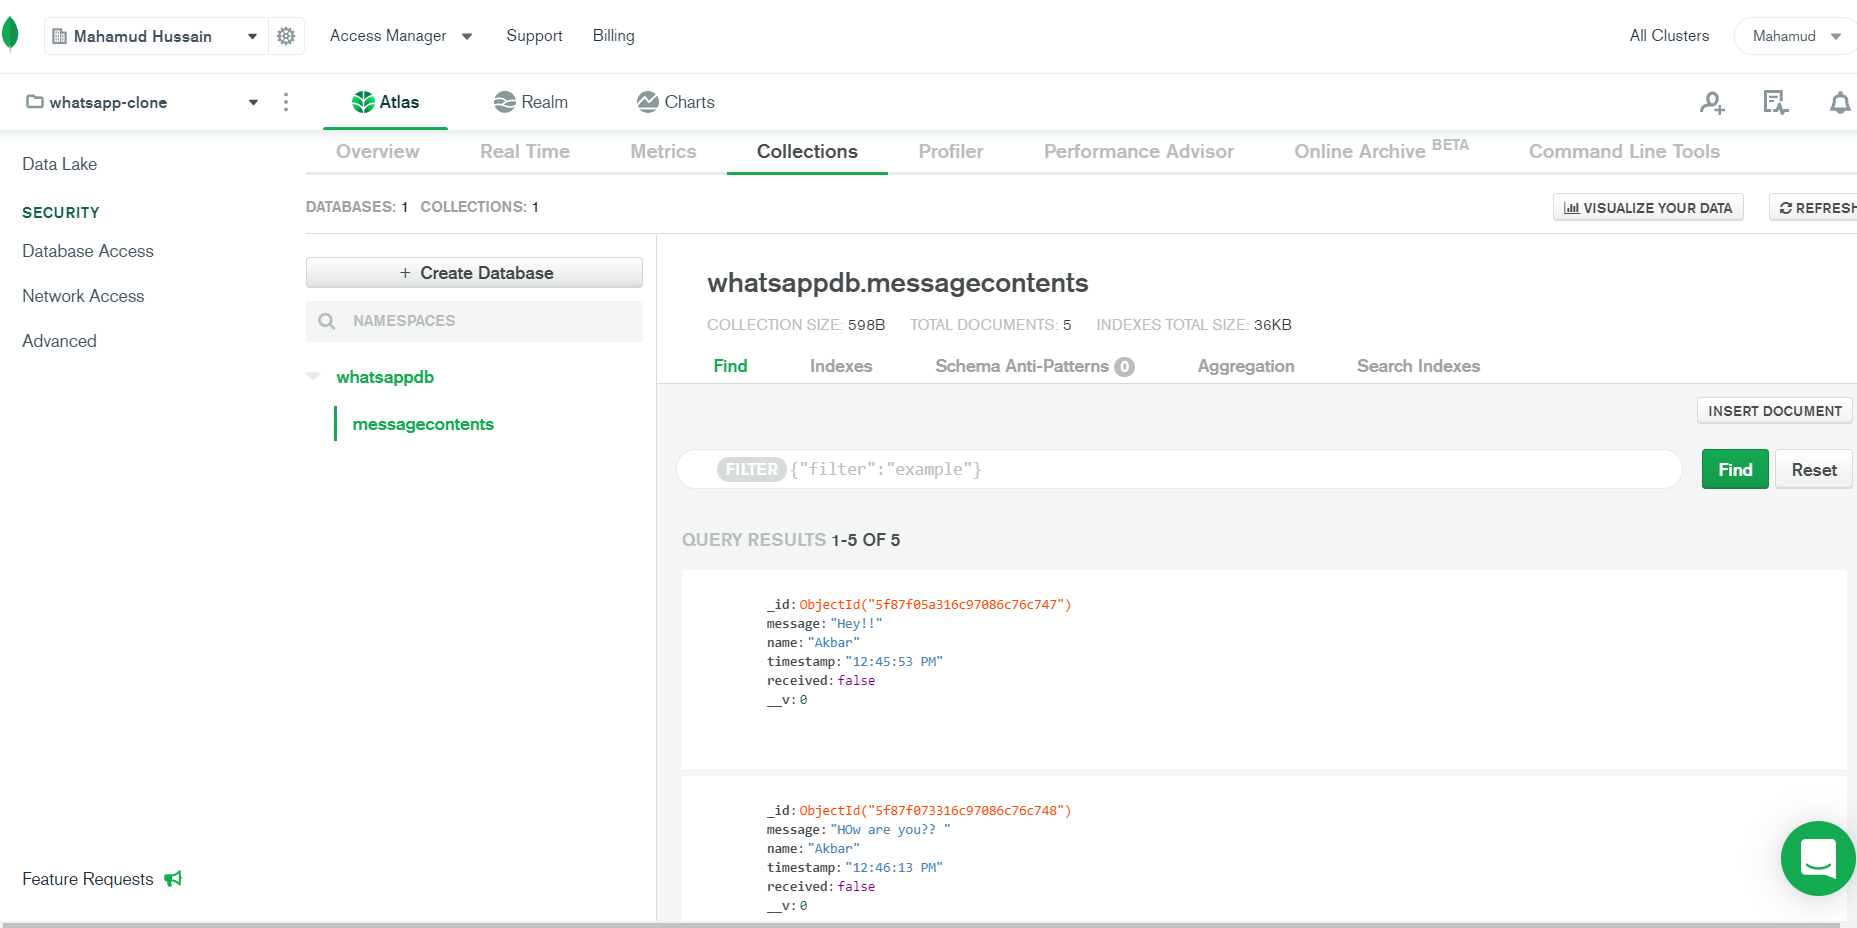 Mahamud Hussain Access Manager Support Billing All Clusters Mahamud
whatsapp-clone Atlas Realm Charts
Data Lake
SECURITY
Database Access
Network Access
Advanced
Feature Requests
Overview Real Time Metrics Collections Profiler Performance Advisor Online Archive BETA Command Line Tools
DATABASES: 1 COLLECTIONS: 1
VISUALIZE YOUR DATA REFRESH
+ Create Database
NAMESPACES
whatsappdb
messagecontents
whatsappdb.messagecontents
COLLECTION SIZE: 598B TOTAL DOCUMENTS: 5 INDEXES TOTAL SIZE: 36KB
Find Indexes Schema Anti-Patterns 0 Aggregation Search Indexes
INSERT DOCUMENT
FILTER {"filter":"example"}
Find Reset
QUERY RESULTS 1-5 OF 5
_id: ObjectId("5f87f05a316c97086c76c747")
message: "Hey!!"
name: "Akbar"
timestamp: "12:45:53 PM"
received: false
__v: 0
_id: ObjectId("5f87f073316c97086c76c748")
message: "HOw are you?? "
name: "Akbar"
timestamp: "12:46:13 PM"
received: false
__v: 0